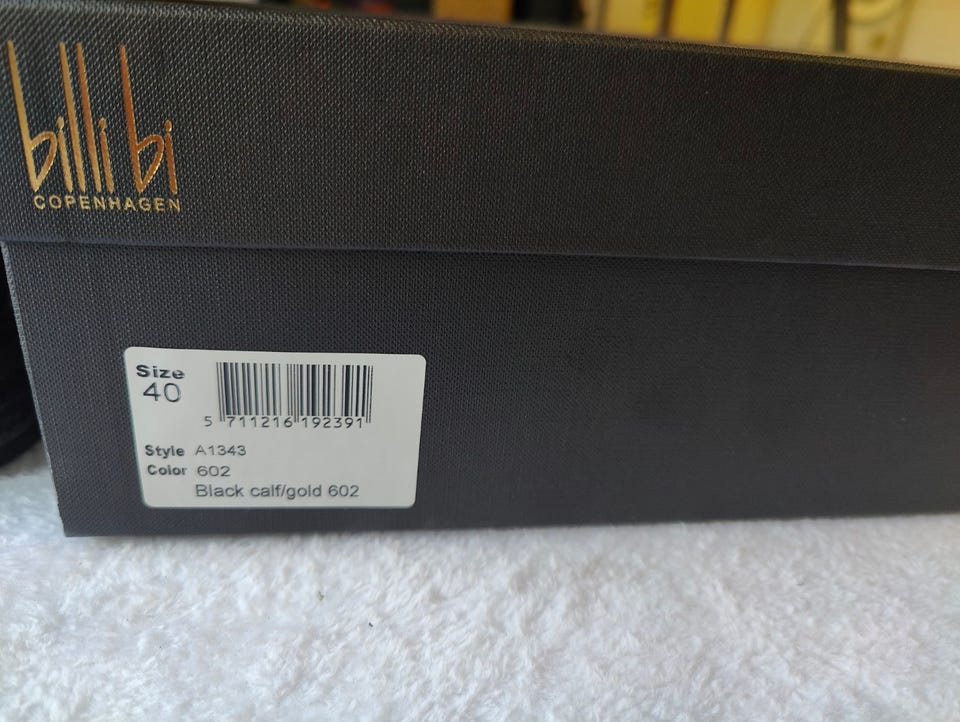 billi bi
COPENHAGEN
Size
40
5 711216 192391
Style A1343
Color 602
Black calf/gold 602